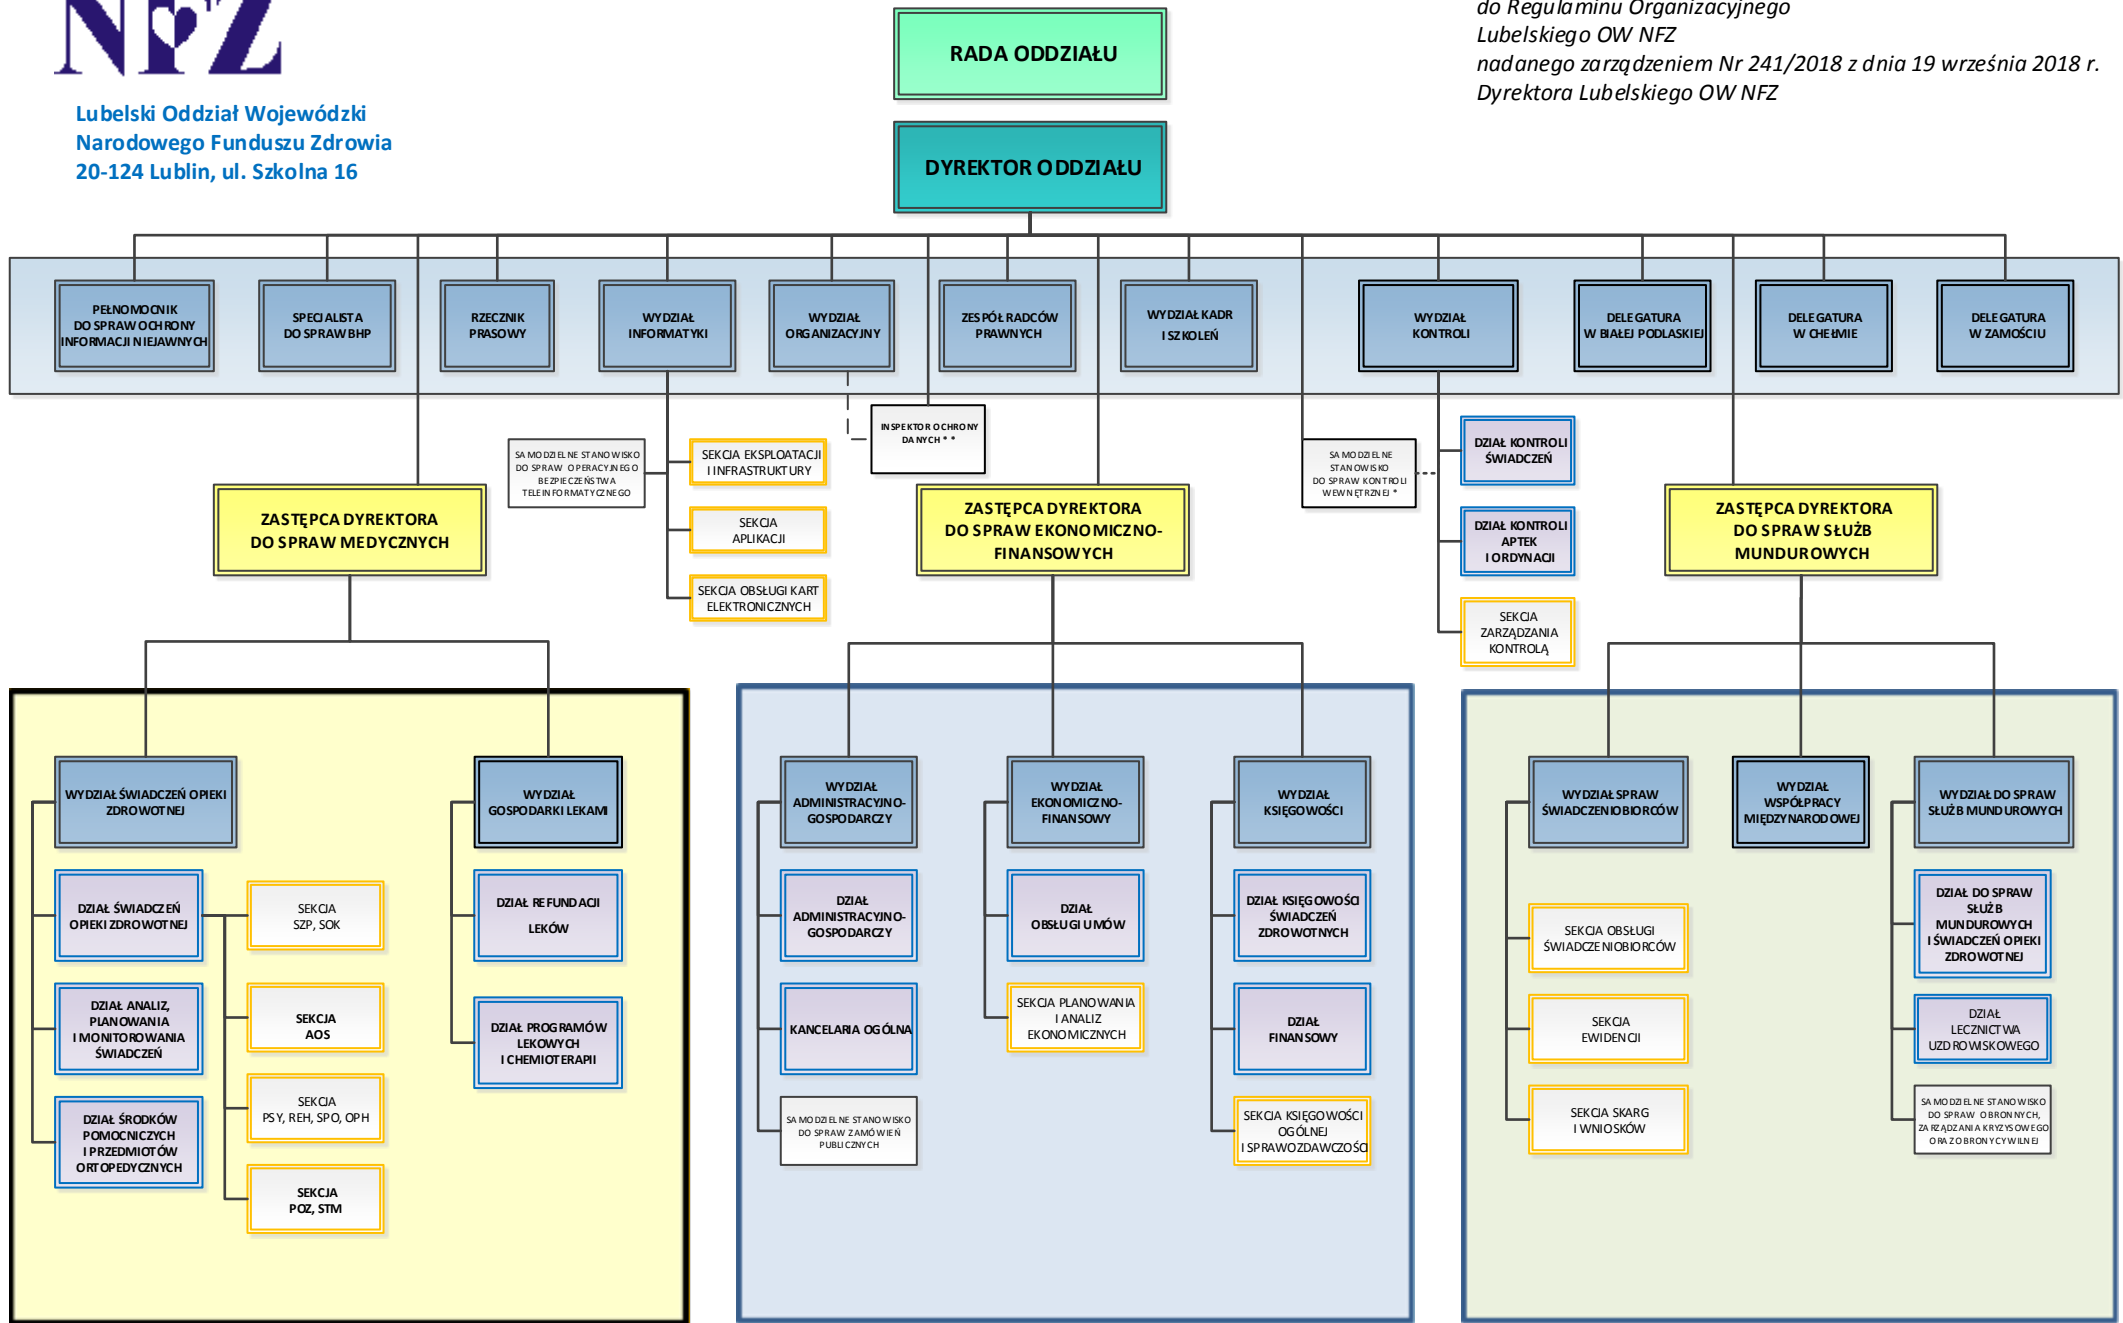 NFZ
Lubelski Oddział Wojewódzki
Narodowego Funduszu Zdrowia
20-124 Lublin, ul. Szkolna 16
do Regulaminu Organizacyjnego
Lubelskiego OW NFZ
nadanego zarządzeniem Nr 241/2018 z dnia 19 września 2018 r.
Dyrektora Lubelskiego OW NFZ
RADA ODDZIAŁU
DYREKTOR ODDZIAŁU
PEŁNOMOCNIK
DO SPRAW OCHRONY
INFORMACJI NIEJAWNYCH
SPECJALISTA
DO SPRAW BHP
RZECZNIK
PRASOWY
WYDZIAŁ
INFORMATYKI
WYDZIAŁ
ORGANIZACYJNY
ZESPÓŁ RADCÓW
PRAWNYCH
WYDZIAŁ KADR
I SZKOLEŃ
WYDZIAŁ
KONTROLI
DELEGATURA
W BIAŁEJ PODLASKIEJ
DELEGATURA
W CHEŁMIE
DELEGATURA
W ZAMOŚCIU
SAMODZIELNE STANOWISKO
DO SPRAW OPERACYJNEGO
BEZPIECZEŃSTWA
TELEINFORMATYCZNEGO
SEKCJA EKSPLOATACJI
I INFRASTRUKTURY
SEKCJA
APLIKACJI
SEKCJA OBSŁUGI KART
ELEKTRONICZNYCH
INSPEKTOR OCHRONY
DANYCH * *
SAMODZIELNE
STANOWISKO
DO SPRAW KONTROLI
WEWNĘTRZNEJ *
DZIAŁ KONTROLI
ŚWIADCZEŃ
DZIAŁ KONTROLI
APTEK
I ORDYNACJI
SEKCJA
ZARZĄDZANIA
KONTROLĄ
ZASTĘPCA DYREKTORA
DO SPRAW MEDYCZNYCH
ZASTĘPCA DYREKTORA
DO SPRAW EKONOMICZNO-
FINANSOWYCH
ZASTĘPCA DYREKTORA
DO SPRAW SŁUŻB
MUNDUROWYCH
WYDZIAŁ ŚWIADCZEŃ OPIEKI
ZDROWOTNEJ
DZIAŁ ŚWIADCZEŃ
OPIEKI ZDROWOTNEJ
DZIAŁ ANALIZ,
PLANOWANIA
I MONITOROWANIA
ŚWIADCZEŃ
DZIAŁ ŚRODKÓW
POMOCNICZYCH
I PRZEDMIOTÓW
ORTOPEDYCZNYCH
SEKCJA
SZP, SOK
SEKCJA
AOS
SEKCJA
PSY, REH, SPO, OPH
SEKCJA
POZ, STM
WYDZIAŁ
GOSPODARKI LEKAMI
DZIAŁ REFUNDACJI
LEKÓW
DZIAŁ PROGRAMÓW
LEKOWYCH
I CHEMIOTERAPII
WYDZIAŁ
ADMINISTRACYJNO-
GOSPODARCZY
DZIAŁ
ADMINISTRACYJNO-
GOSPODARCZY
KANCELARIA OGÓLNA
SAMODZIELNE STANOWISKO
DO SPRAW ZAMÓWIEŃ
PUBLICZNYCH
WYDZIAŁ
EKONOMICZNO-
FINANSOWY
DZIAŁ
OBSŁUGI UMÓW
SEKCJA PLANOWANIA
I ANALIZ
EKONOMICZNYCH
WYDZIAŁ
KSIĘGOWOŚCI
DZIAŁ KSIĘGOWOŚCI
ŚWIADCZEŃ
ZDROWOTNYCH
DZIAŁ
FINANSOWY
SEKCJA KSIĘGOWOŚCI
OGÓLNEJ
I SPRAWOZDAWCZOŚCI
WYDZIAŁ SPRAW
ŚWIADCZENIOBIORCÓW
SEKCJA OBSŁUGI
ŚWIADCZENIOBIORCÓW
SEKCJA
EWIDENCJI
SEKCJA SKARG
I WNIOSKÓW
WYDZIAŁ
WSPÓŁPRACY
MIĘDZYNARODOWEJ
WYDZIAŁ DO SPRAW
SŁUŻB MUNDUROWYCH
DZIAŁ DO SPRAW
SŁUŻB
MUNDUROWYCH
I ŚWIADCZEŃ OPIEKI
ZDROWOTNEJ
DZIAŁ
LECZNICTWA
UZDROWISKOWEGO
SAMODZIELNE STANOWISKO
DO SPRAW OBRONNYCH,
ZARZĄDZANIA KRYZYSOWEGO
ORAZ OBRONY CYWILNEJ